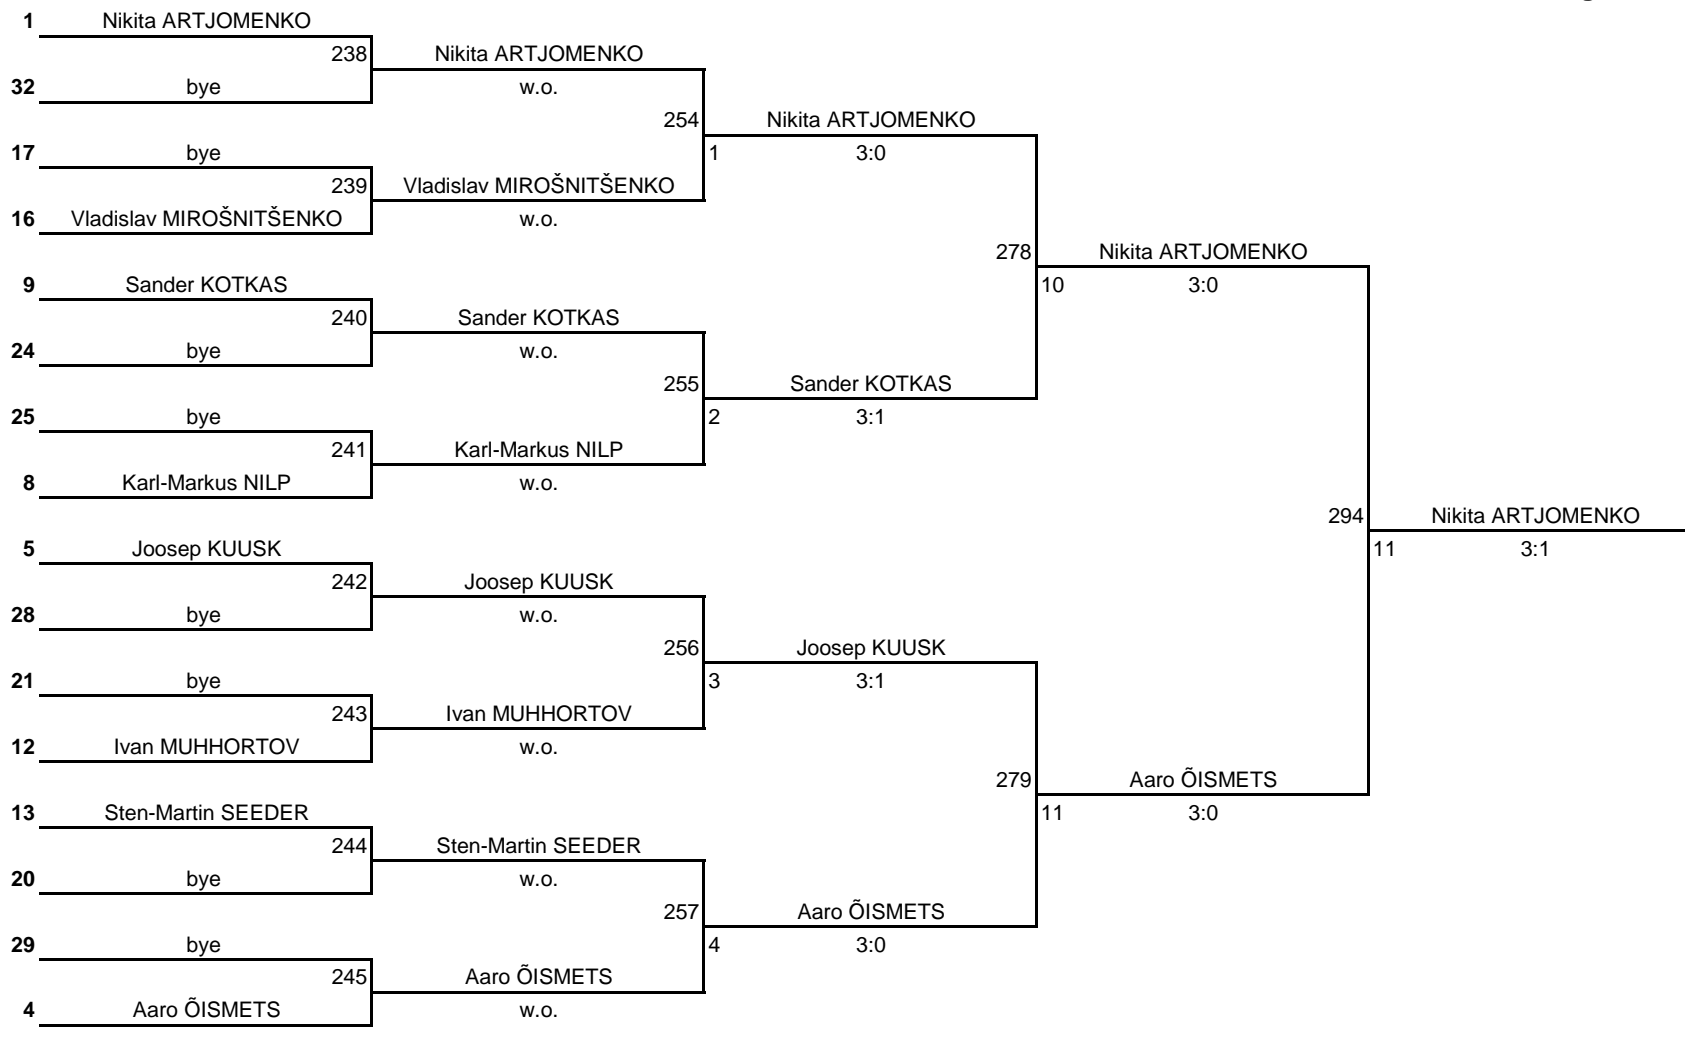 1 Nikita ARTJOMENKO
238 Nikita ARTJOMENKO
32 bye w.o.
254 Nikita ARTJOMENKO
17 bye 1 3:0
239 Vladislav MIROŠNITŠENKO
16 Vladislav MIROŠNITŠENKO w.o.
278 Nikita ARTJOMENKO
9 Sander KOTKAS 10 3:0
240 Sander KOTKAS
24 bye w.o.
255 Sander KOTKAS
25 bye 2 3:1
241 Karl-Markus NILP
8 Karl-Markus NILP w.o.
294 Nikita ARTJOMENKO
5 Joosep KUUSK 11 3:1
242 Joosep KUUSK
28 bye w.o.
256 Joosep KUUSK
21 bye 3 3:1
243 Ivan MUHHORTOV
12 Ivan MUHHORTOV w.o.
279 Aaro ÕISMETS
13 Sten-Martin SEEDER 11 3:0
244 Sten-Martin SEEDER
20 bye w.o.
257 Aaro ÕISMETS
29 bye 4 3:0
245 Aaro ÕISMETS
4 Aaro ÕISMETS w.o.